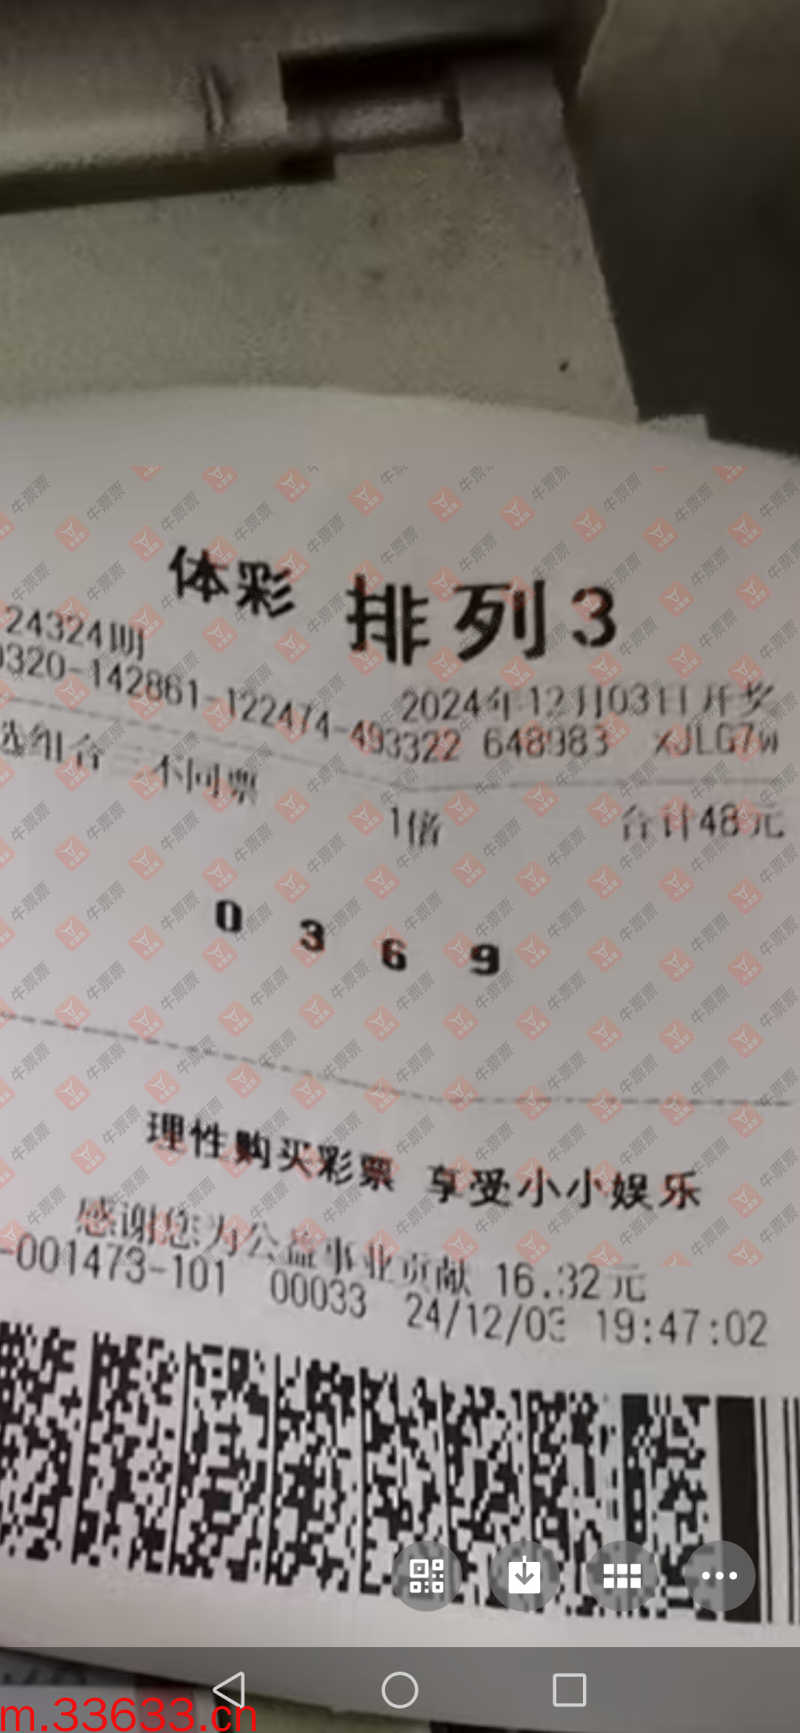 体彩 排列3
24324期
2024年12月03日开奖
0320-142861-122474-493322 648983 xJLG7w
选组合三不同票
1倍 合计48元
0 3 6 9
理性购买彩票 享受小小娱乐
感谢您为公益事业贡献 16.32元
-001473-101 00033 24/12/03 19:47:02
牛票票
m.33633.cn